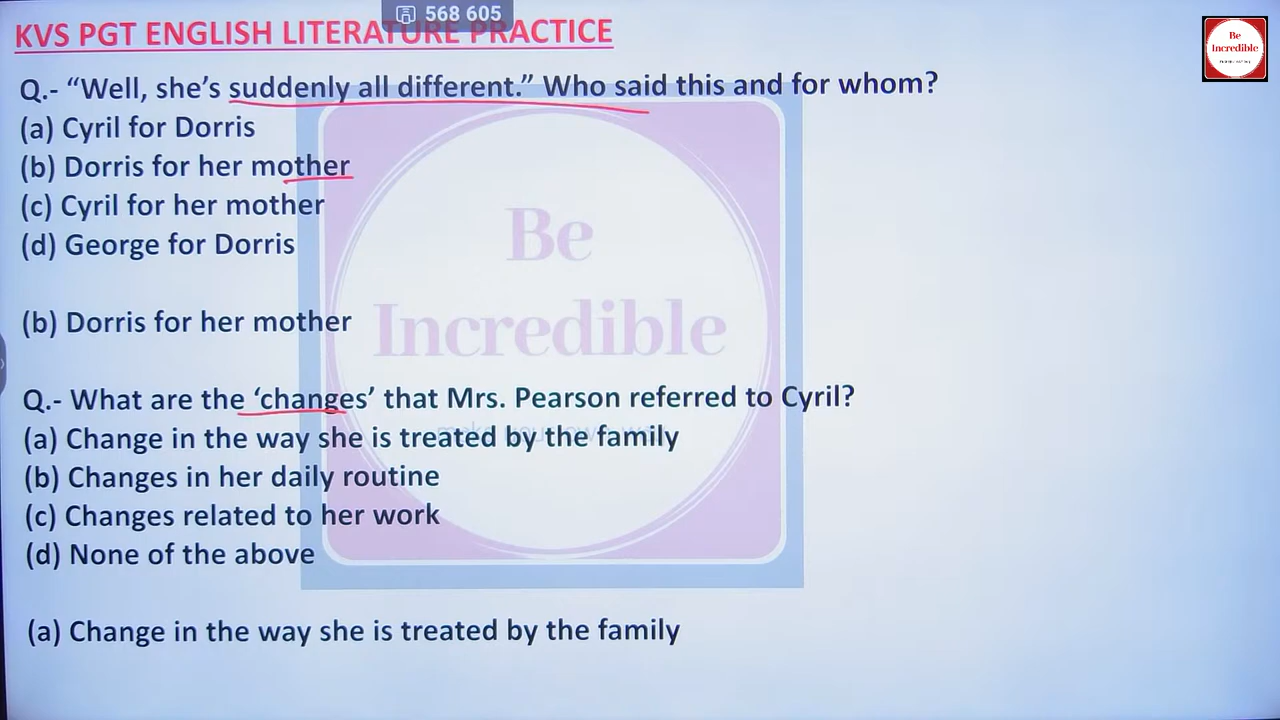 568 605
KVS PGT ENGLISH LITERATURE PRACTICE
Be
Incredible
Q.- “Well, she’s suddenly all different.” Who said this and for whom?
(a) Cyril for Dorris
(b) Dorris for her mother
(c) Cyril for her mother
(d) George for Dorris
Be
Incredible
(b) Dorris for her mother
Q.- What are the ‘changes’ that Mrs. Pearson referred to Cyril?
(a) Change in the way she is treated by the family
(b) Changes in her daily routine
(c) Changes related to her work
(d) None of the above
(a) Change in the way she is treated by the family